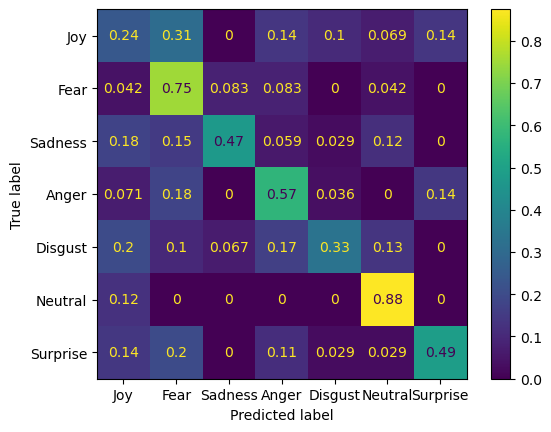 Joy 0.24 0.31 0 0.14 0.1 0.069 0.14
Fear 0.042 0.75 0.083 0.083 0 0.042 0
Sadness 0.18 0.15 0.47 0.059 0.029 0.12 0
Anger 0.071 0.18 0 0.57 0.036 0 0.14
Disgust 0.2 0.1 0.067 0.17 0.33 0.13 0
Neutral 0.12 0 0 0 0 0.88 0
Surprise 0.14 0.2 0 0.11 0.029 0.029 0.49
Joy Fear Sadness Anger Disgust Neutral Surprise
Predicted label
True label
0.8
0.7
0.6
0.5
0.4
0.3
0.2
0.1
0.0